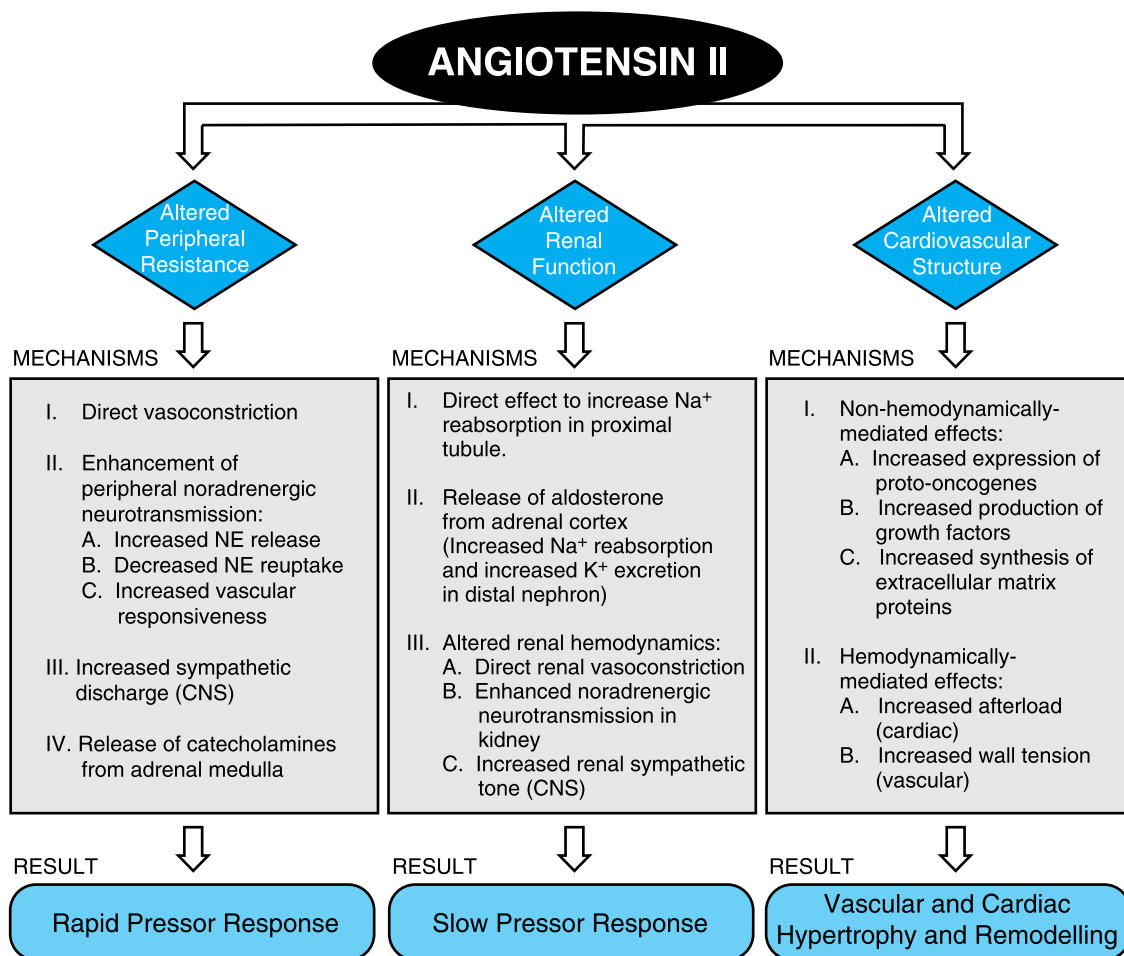 ANGIOTENSIN II
Altered
Peripheral
Resistance
Altered
Renal
Function
Altered
Cardiovascular
Structure
MECHANISMS
I. Direct vasoconstriction
II. Enhancement of
peripheral noradrenergic
neurotransmission:
A. Increased NE release
B. Decreased NE reuptake
C. Increased vascular
responsiveness
III. Increased sympathetic
discharge (CNS)
IV. Release of catecholamines
from adrenal medulla
RESULT
Rapid Pressor Response
MECHANISMS
I. Direct effect to increase Na⁺
reabsorption in proximal
tubule.
II. Release of aldosterone
from adrenal cortex
(Increased Na⁺ reabsorption
and increased K⁺ excretion
in distal nephron)
III. Altered renal hemodynamics:
A. Direct renal vasoconstriction
B. Enhanced noradrenergic
neurotransmission in
kidney
C. Increased renal sympathetic
tone (CNS)
RESULT
Slow Pressor Response
MECHANISMS
I. Non-hemodynamically-
mediated effects:
A. Increased expression of
proto-oncogenes
B. Increased production of
growth factors
C. Increased synthesis of
extracellular matrix
proteins
II. Hemodynamically-
mediated effects:
A. Increased afterload
(cardiac)
B. Increased wall tension
(vascular)
RESULT
Vascular and Cardiac
Hypertrophy and Remodelling